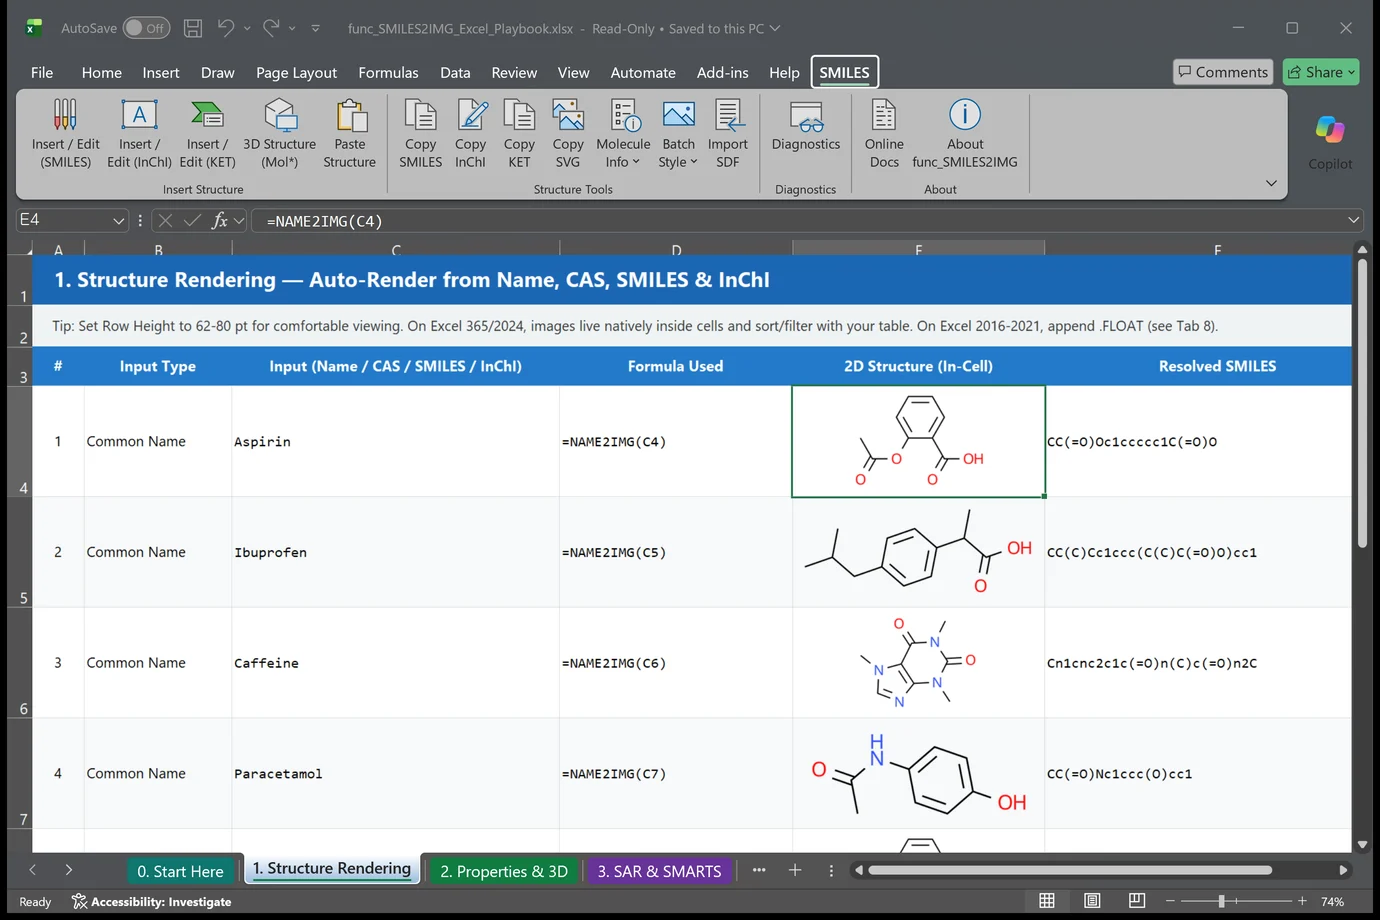 AutoSave Off func_SMILES2IMG_Excel_Playbook.xlsx - Read-Only • Saved to this PC
File Home Insert Draw Page Layout Formulas Data Review View Automate Add-ins Help SMILES Comments Share
Insert / Edit (SMILES)
Insert / Edit (InChI)
Insert / Edit (KET)
3D Structure (Mol*)
Paste Structure
Copy SMILES
Copy InChI
Copy KET
Copy SVG
Molecule Info
Batch Style
Import SDF
Diagnostics
Online Docs
About func_SMILES2IMG
Copilot
Insert Structure Structure Tools Diagnostics About
E4 fx =NAME2IMG(C4)
A B C D E F
1 1. Structure Rendering — Auto-Render from Name, CAS, SMILES & InChI
2 Tip: Set Row Height to 62-80 pt for comfortable viewing. On Excel 365/2024, images live natively inside cells and sort/filter with your table. On Excel 2016-2021, append .FLOAT (see Tab 8).
3 # Input Type Input (Name / CAS / SMILES / InChI) Formula Used 2D Structure (In-Cell) Resolved SMILES
4 1 Common Name Aspirin =NAME2IMG(C4) O O O OH CC(=O)Oc1ccccc1C(=O)O
5 2 Common Name Ibuprofen =NAME2IMG(C5) OH O CC(C)Cc1ccc(C(C)C(=O)O)cc1
6 3 Common Name Caffeine =NAME2IMG(C6) O N O N N N Cn1cnc2c1c(=O)n(C)c(=O)n2C
7 4 Common Name Paracetamol =NAME2IMG(C7) H N O OH CC(=O)Nc1ccc(O)cc1
0. Start Here 1. Structure Rendering 2. Properties & 3D 3. SAR & SMARTS
Ready Accessibility: Investigate 74%